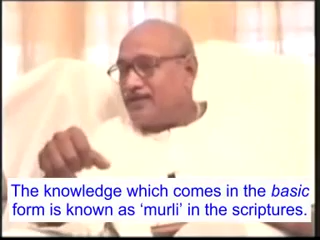 The knowledge which comes in the basic
form is known as ‘murli’ in the scriptures.